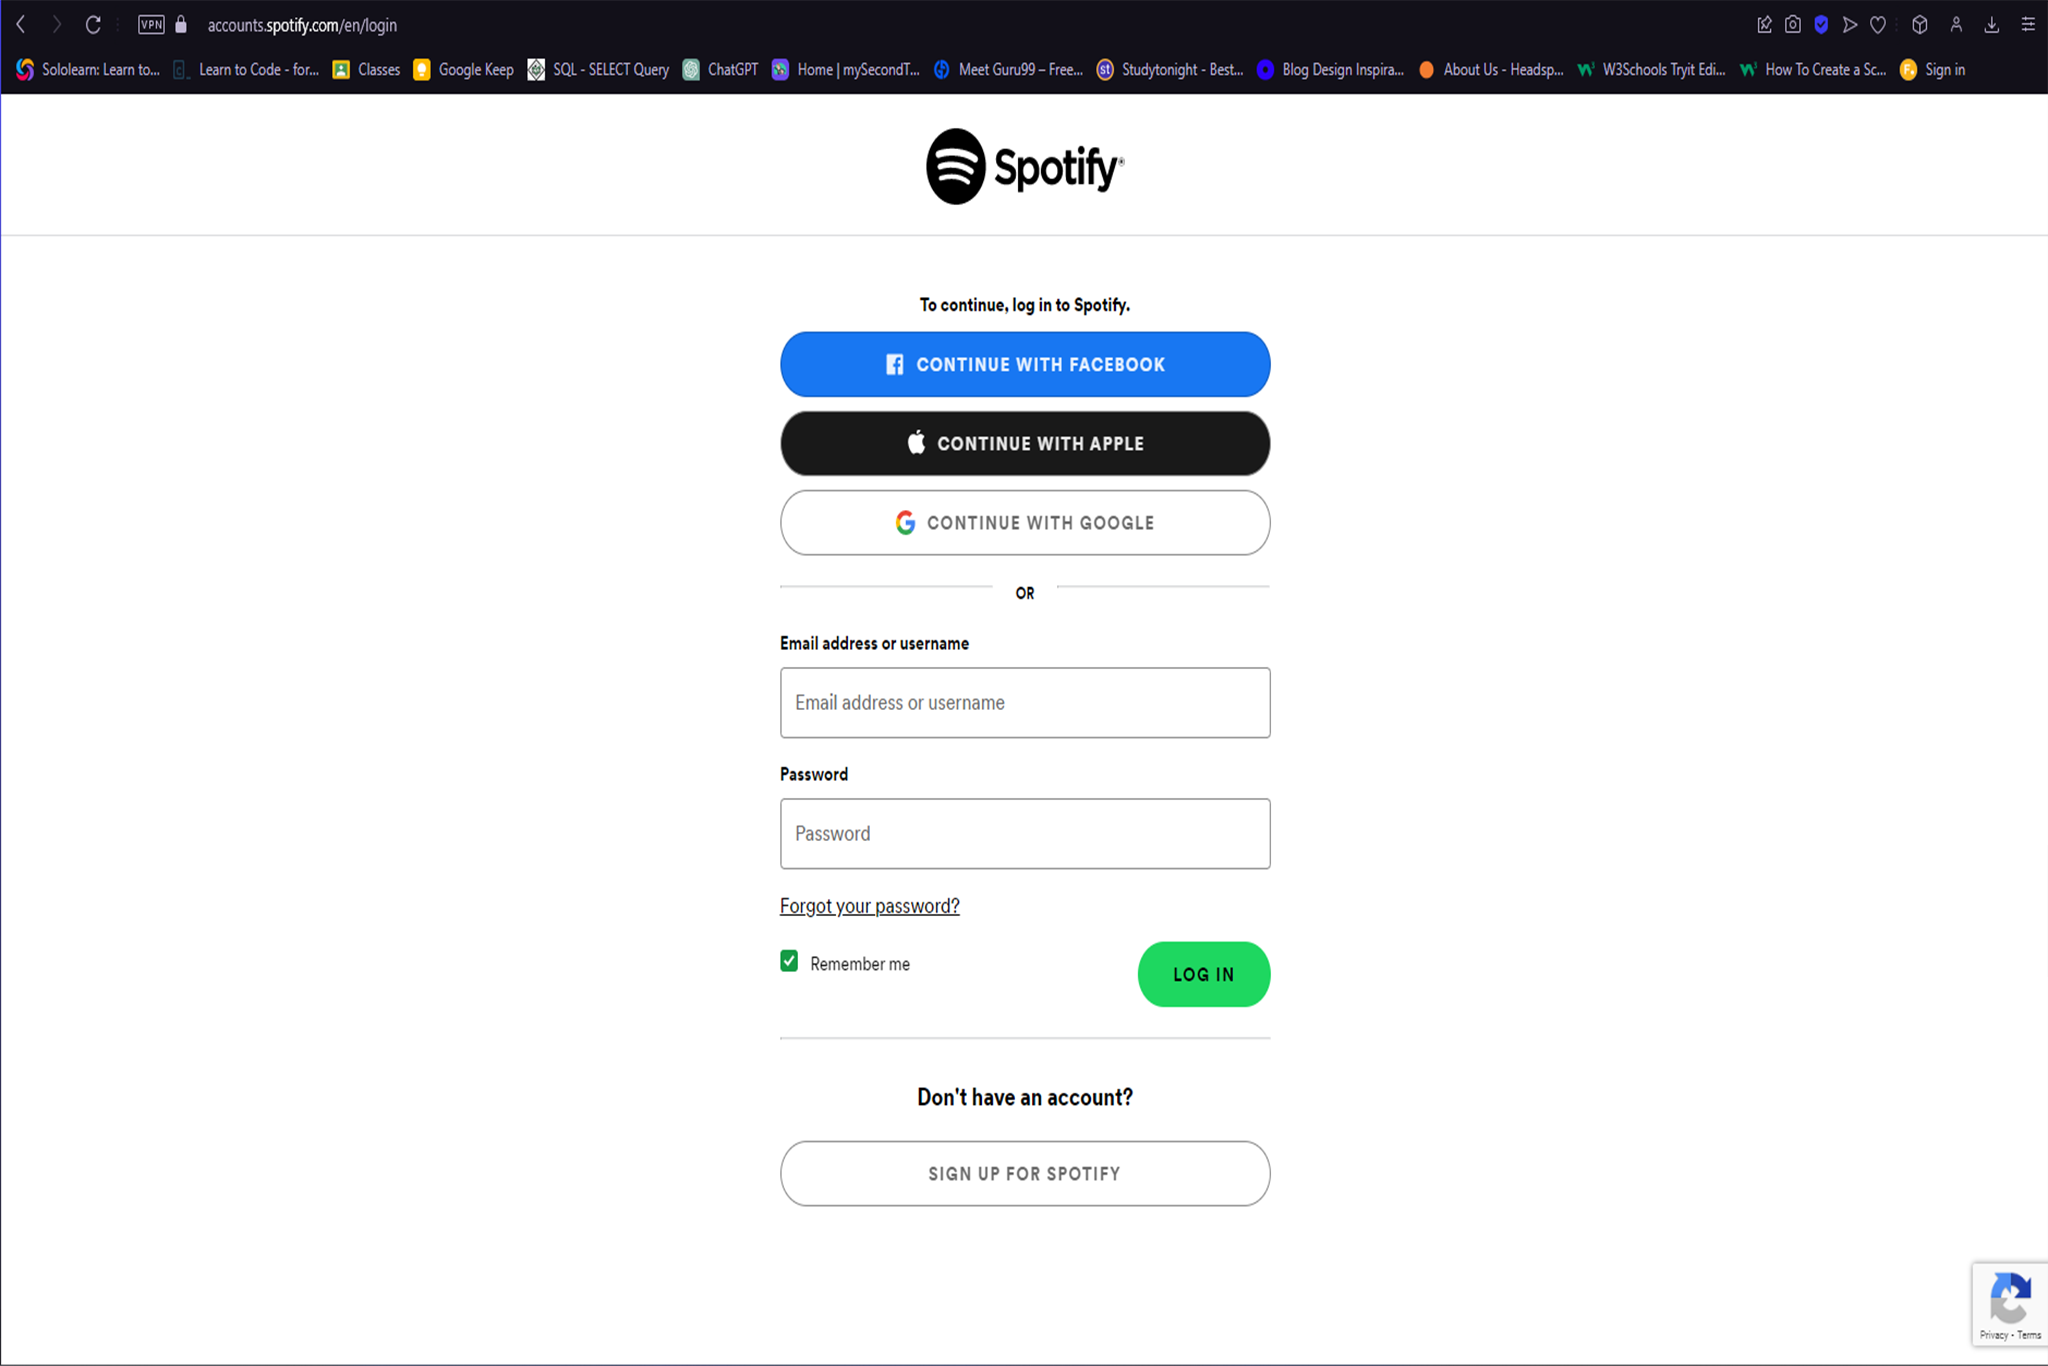 VPN accounts.spotify.com/en/login
Sololearn: Learn to... Learn to Code - for... Classes Google Keep SQL - SELECT Query ChatGPT Home | mySecondT... Meet Guru99 – Free... st Studytonight - Best... Blog Design Inspira... About Us - Headsp... W3Schools Tryit Edi... How To Create a Sc... Sign in
Spotify®
To continue, log in to Spotify.
CONTINUE WITH FACEBOOK
CONTINUE WITH APPLE
CONTINUE WITH GOOGLE
OR
Email address or username
Email address or username
Password
Password
Forgot your password?
Remember me
LOG IN
Don't have an account?
SIGN UP FOR SPOTIFY
Privacy - Terms